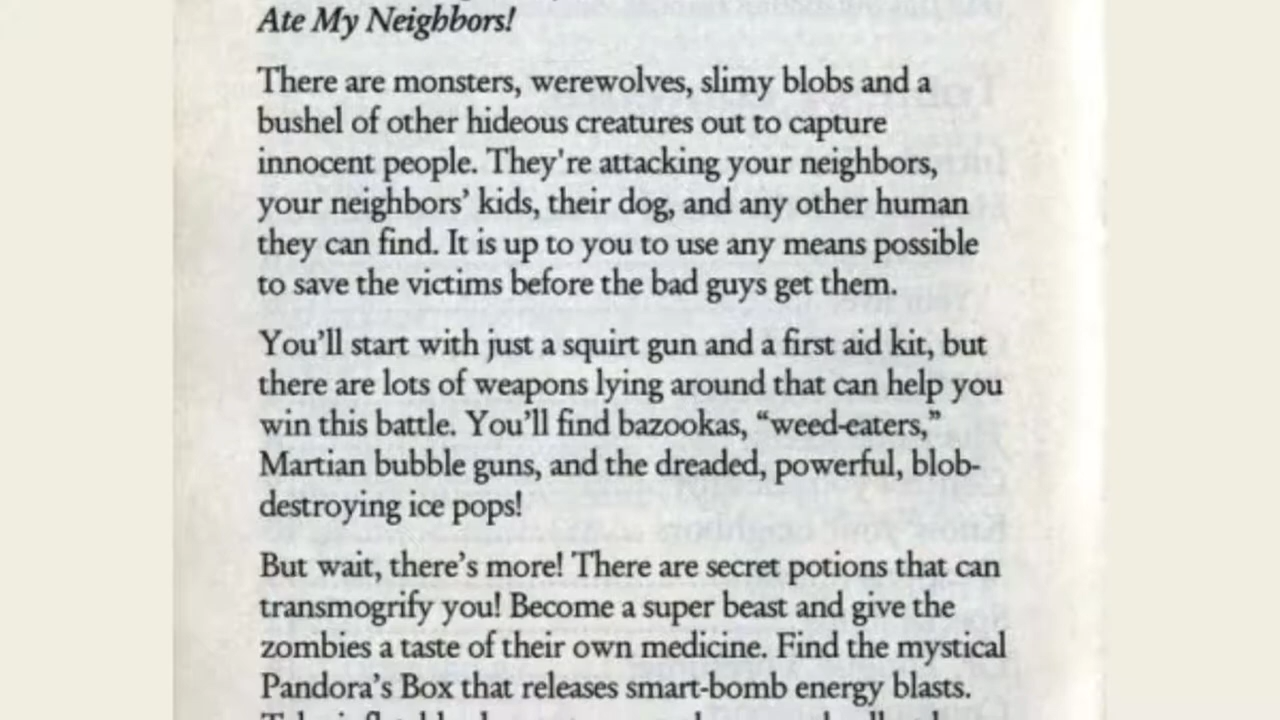 Ate My Neighbors!
There are monsters, werewolves, slimy blobs and a
bushel of other hideous creatures out to capture
innocent people. They're attacking your neighbors,
your neighbors' kids, their dog, and any other human
they can find. It is up to you to use any means possible
to save the victims before the bad guys get them.
You'll start with just a squirt gun and a first aid kit, but
there are lots of weapons lying around that can help you
win this battle. You'll find bazookas, “weed-eaters,”
Martian bubble guns, and the dreaded, powerful, blob-
destroying ice pops!
But wait, there's more! There are secret potions that can
transmogrify you! Become a super beast and give the
zombies a taste of their own medicine. Find the mystical
Pandora's Box that releases smart-bomb energy blasts.